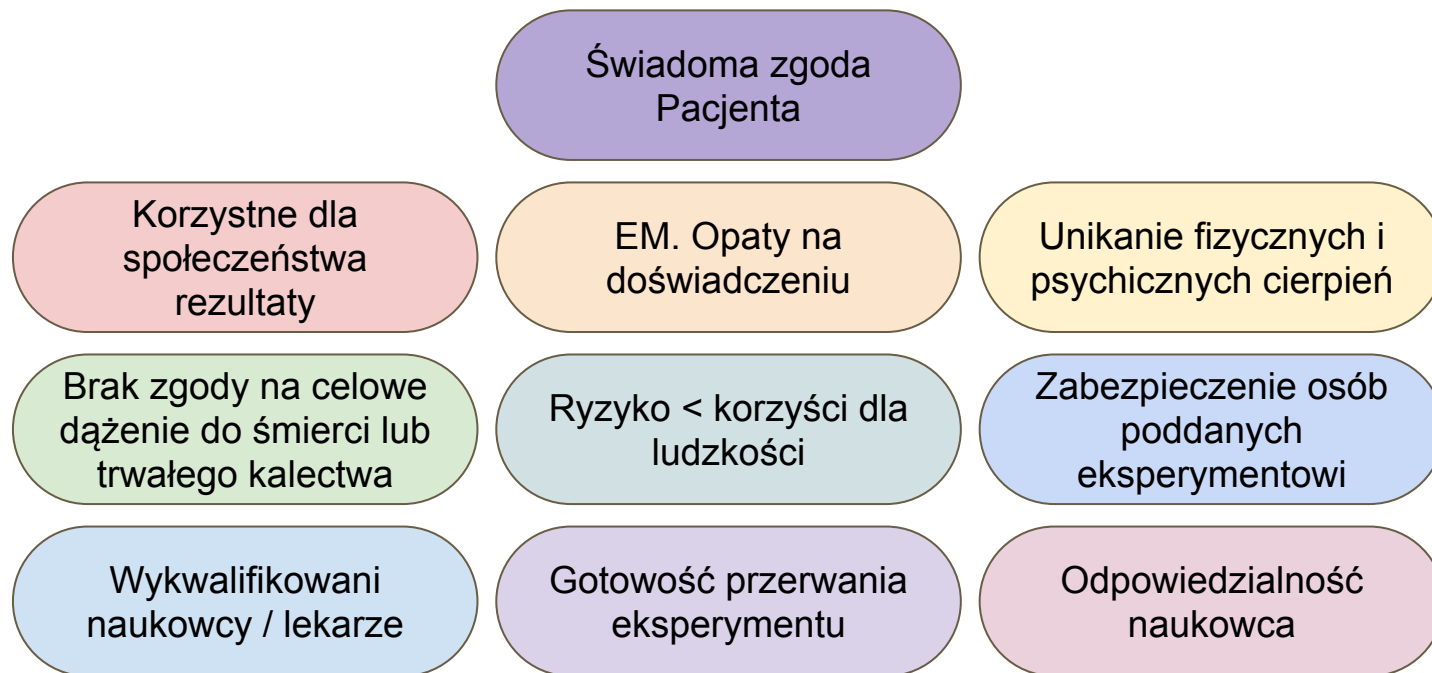 Świadoma zgoda
Pacjenta
Korzystne dla
społeczeństwa
rezultaty
EM. Opaty na
doświadczeniu
Unikanie fizycznych i
psychicznych cierpień
Brak zgody na celowe
dążenie do śmierci lub
trwałego kalectwa
Ryzyko < korzyści dla
ludzkości
Zabezpieczenie osób
poddanych
eksperymentowi
Wykwalifikowani
naukowcy / lekarze
Gotowość przerwania
eksperymentu
Odpowiedzialność
naukowca